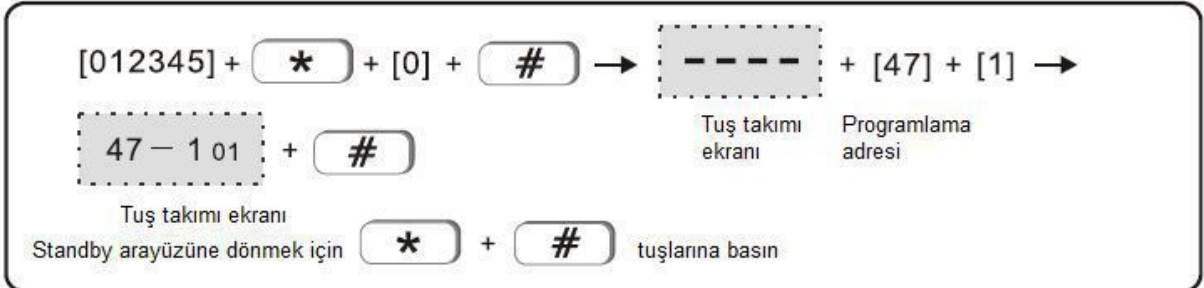 [012345] + * + [0] + # → ---- + [47] + [1] →
Tuş takımı ekranı
Programlama adresi
47 — 1 01 + #
Tuş takımı ekranı
Standby arayüzüne dönmek için * + # tuşlarına basın